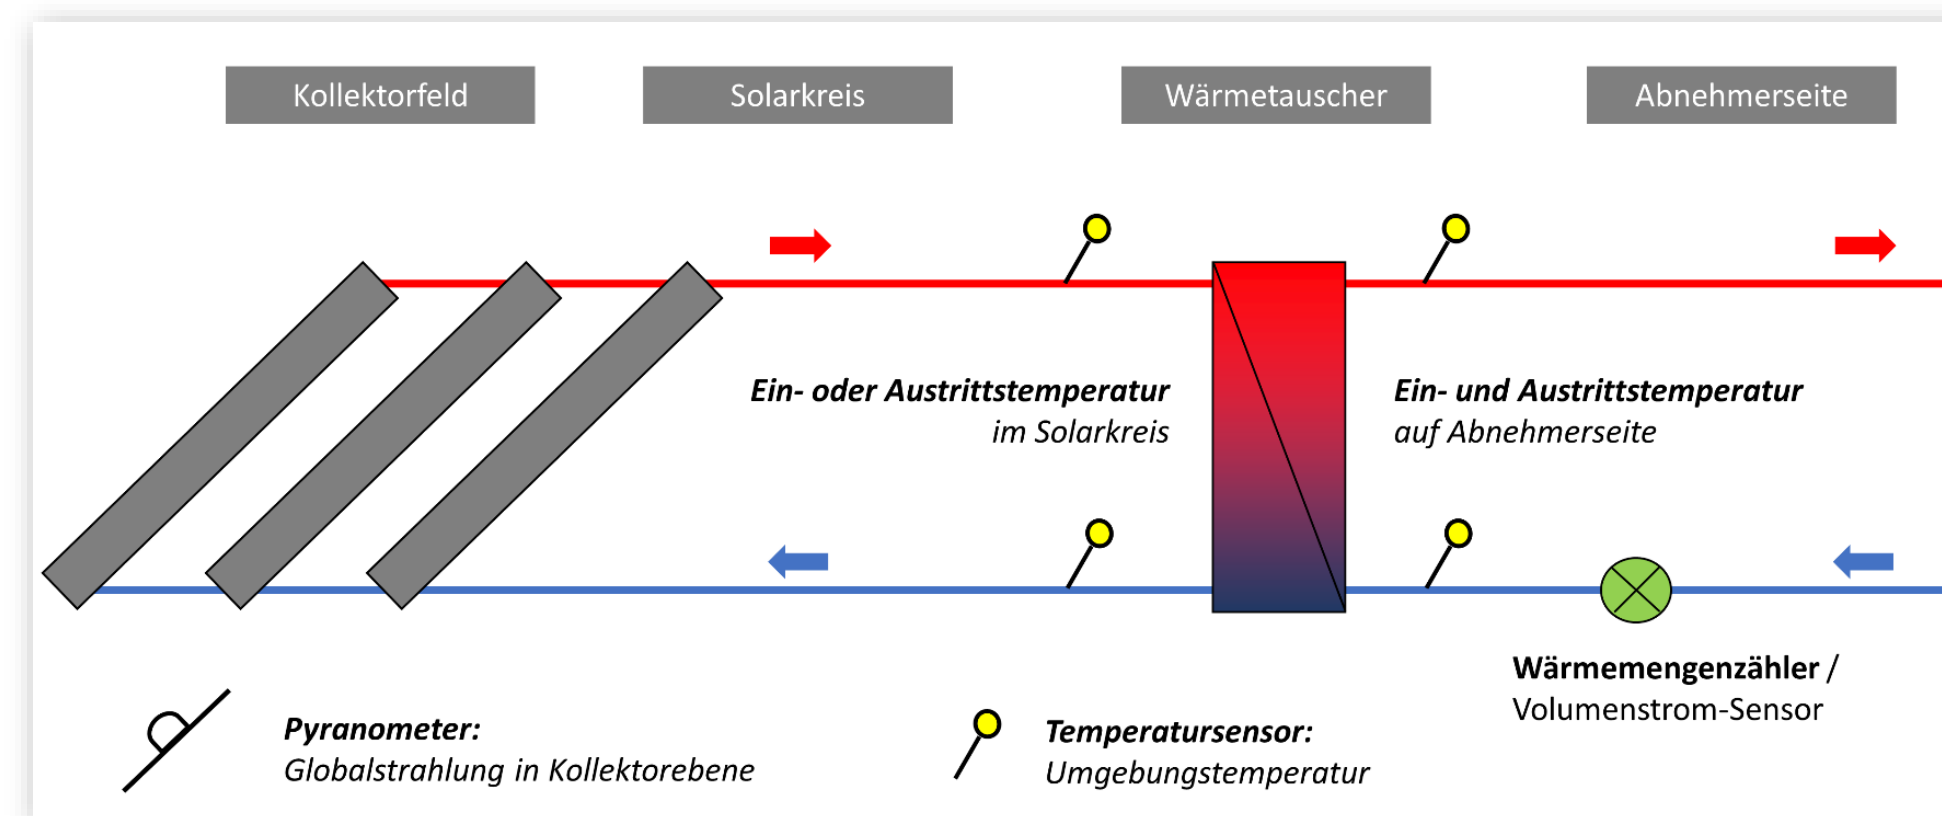 Kollektorfeld
Solarkreis
Wärmetauscher
Abnehmerseite
Ein- oder Austrittstemperatur
im Solarkreis
Ein- und Austrittstemperatur
auf Abnehmerseite
Wärmemengenzähler /
Volumenstrom-Sensor
Pyranometer:
Globalstrahlung in Kollektorebene
Temperatursensor:
Umgebungstemperatur